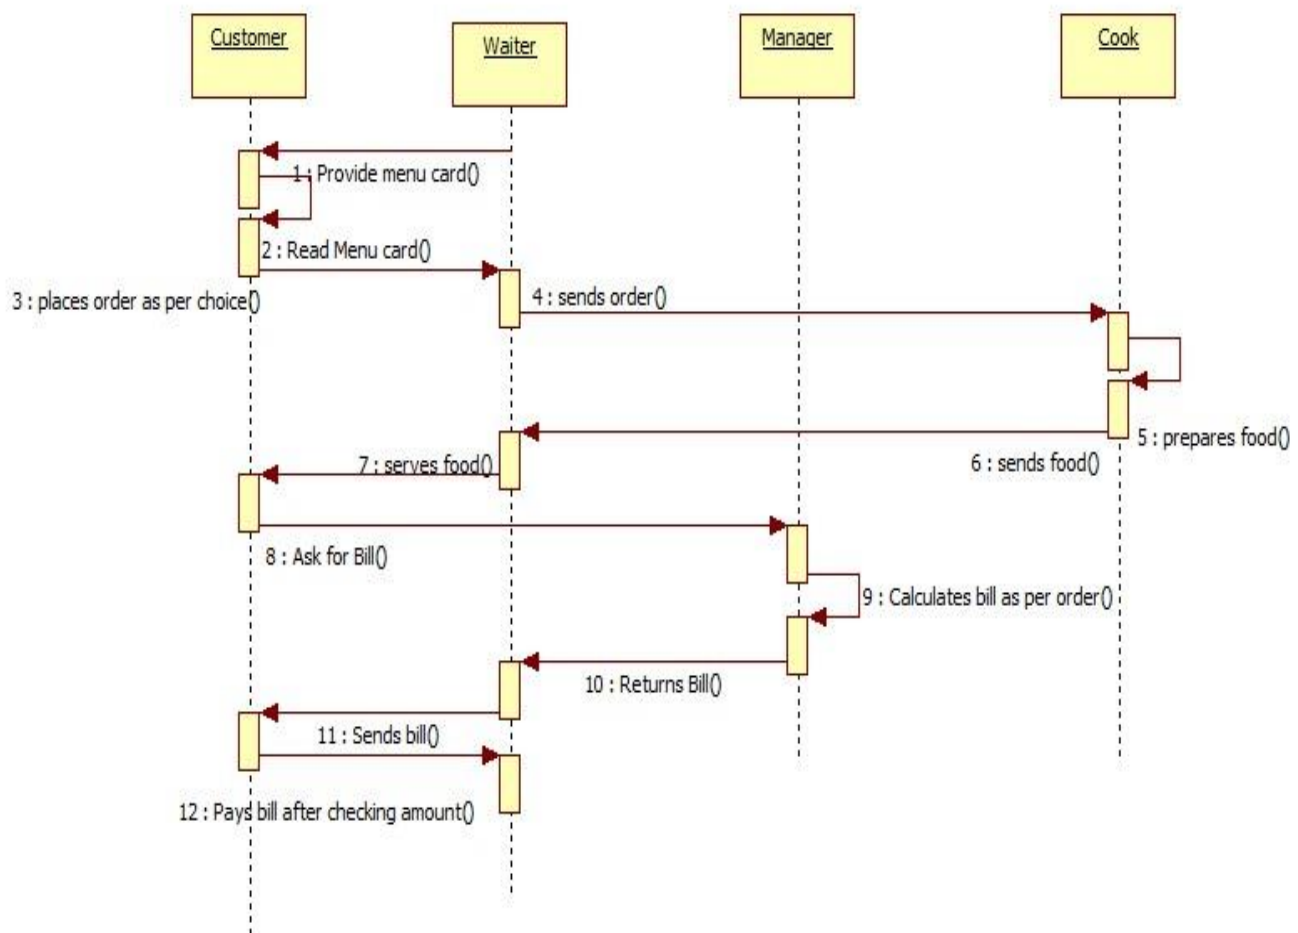 Customer
Waiter
Manager
Cook
1 : Provide menu card()
2 : Read Menu card()
3 : places order as per choice()
4 : sends order()
5 : prepares food()
6 : sends food()
7 : serves food()
8 : Ask for Bill()
9 : Calculates bill as per order()
10 : Returns Bill()
11 : Sends bill()
12 : Pays bill after checking amount()